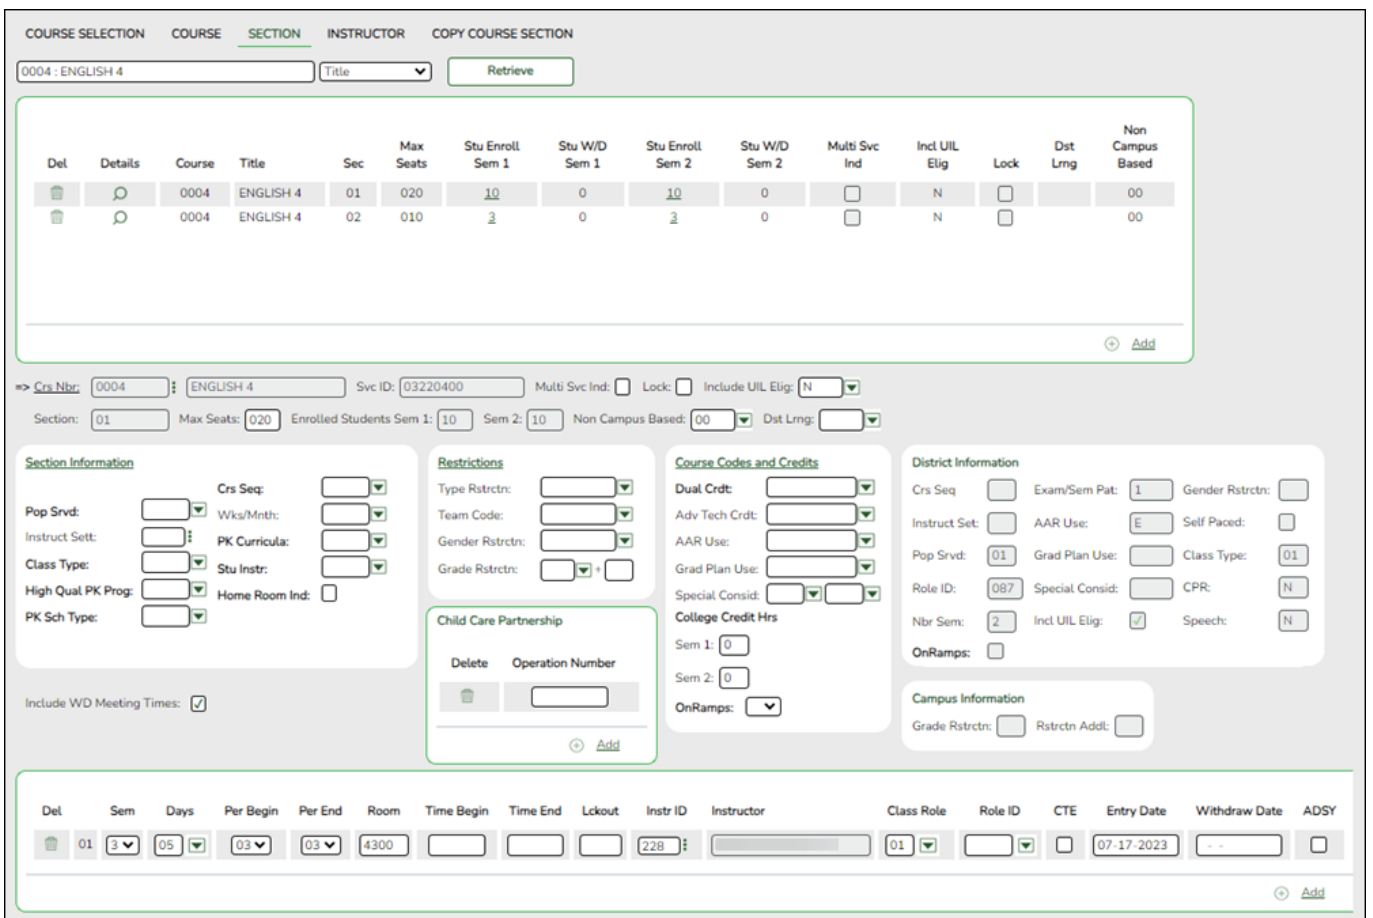 COURSE SELECTION COURSE SECTION INSTRUCTOR COPY COURSE SECTION
0004 : ENGLISH 4 Title Retrieve
Del Details Course Title Sec Max Seats Stu Enroll Sem 1 Stu W/D Sem 1 Stu Enroll Sem 2 Stu W/D Sem 2 Multi Svc Ind Incl UIL Elig Lock Dst Lrng Non Campus Based
0004 ENGLISH 4 01 020 10 0 10 0 N 00
0004 ENGLISH 4 02 010 3 0 3 0 N 00
Add
=> Crs Nbr: 0004 ENGLISH 4 Svc ID: 03220400 Multi Svc Ind: Lock: Include UIL Elig: N
Section: 01 Max Seats: 020 Enrolled Students Sem 1: 10 Sem 2: 10 Non Campus Based: 00 Dst Lrng:
Section Information
Crs Seq:
Pop Srvd:
Wks/Mnth:
Instruct Sett:
PK Curricula:
Class Type:
Stu Instr:
High Qual PK Prog:
Home Room Ind:
PK Sch Type:
Include WD Meeting Times:
Restrictions
Type Rstrctn:
Team Code:
Gender Rstrctn:
Grade Rstrctn: +
Child Care Partnership
Delete Operation Number
Add
Course Codes and Credits
Dual Crdt:
Adv Tech Crdt:
AAR Use:
Grad Plan Use:
Special Consid:
College Credit Hrs
Sem 1: 0
Sem 2: 0
OnRamps:
District Information
Crs Seq Exam/Sem Pat: 1 Gender Rstrctn:
Instruct Set: AAR Use: E Self Paced:
Pop Srvd: 01 Grad Plan Use: Class Type: 01
Role ID: 087 Special Consid: CPR: N
Nbr Sem: 2 Incl UIL Elig: Speech: N
OnRamps:
Campus Information
Grade Rstrctn: Rstrctn Addl:
Del Sem Days Per Begin Per End Room Time Begin Time End Lckout Instr ID Instructor Class Role Role ID CTE Entry Date Withdraw Date ADSY
01 3 05 03 03 4300 228 01 07-17-2023 - -
Add